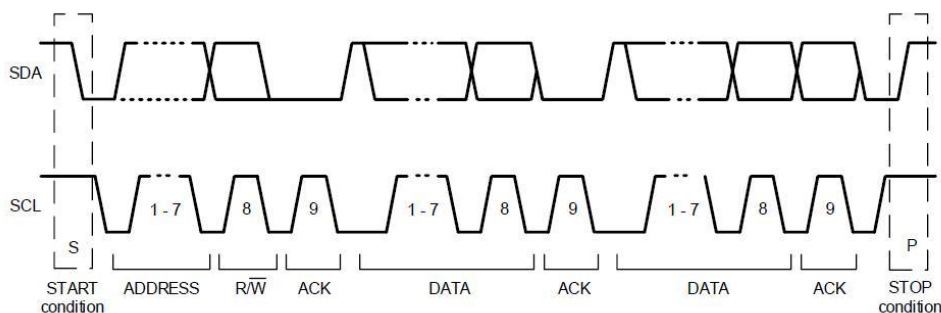 SDA
SCL
1 - 7
8
9
1 - 7
8
9
1 - 7
8
9
S
P
START condition
ADDRESS
R/W̅
ACK
DATA
ACK
DATA
ACK
STOP condition